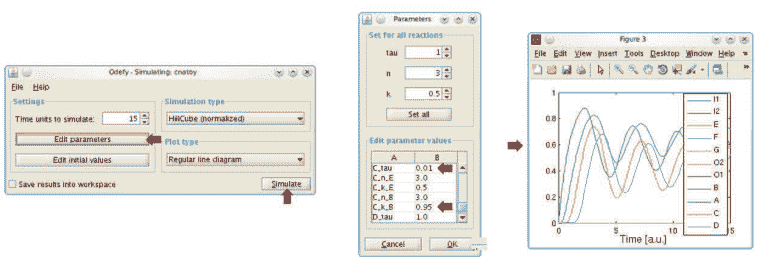 Odefy - Simulating: cnatoy
File Help
Settings
Time units to simulate: 15
Edit parameters
Edit initial values
Save results into workspace
Simulation type
HillCube (normalized)
Plot type
Regular line diagram
Simulate
Parameters
Set for all reactions
tau 1
n 3
k 0.5
Set all
Edit parameter values
A B
C_tau 0.01
C_n_E 3.0
C_k_E 0.5
C_n_B 3.0
C_k_B 0.95
D_tau 1.0
Cancel OK
Figure 3
File Edit View Insert Tools Desktop Window Help
1
0.8
0.6
0.4
0.2
0
0 5 10 15
Time [a.u.]
I1
I2
E
F
G
O2
O1
B
A
C
D